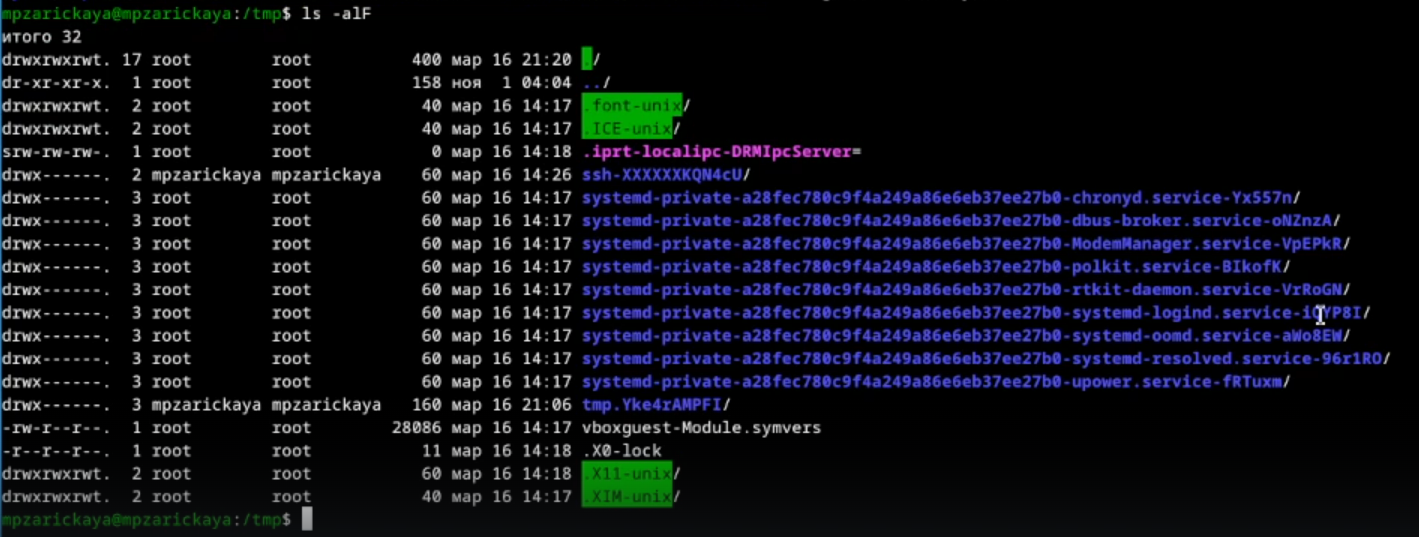 mpzarickaya@mpzarickaya:/tmp$ ls -alF
итого 32
drwxrwxrwt. 17 root        root          400 мар 16 21:20 ./
dr-xr-xr-x.  1 root        root          158 ноя  1 04:04 ../
drwxrwxrwt.  2 root        root           40 мар 16 14:17 .font-unix/
drwxrwxrwt.  2 root        root           40 мар 16 14:17 .ICE-unix/
srw-rw-rw-.  1 root        root            0 мар 16 14:18 .iprt-localipc-DRMIpcServer=
drwx------.  2 mpzarickaya mpzarickaya    60 мар 16 14:26 ssh-XXXXXXKQN4cU/
drwx------.  3 root        root           60 мар 16 14:17 systemd-private-a28fec780c9f4a249a86e6eb37ee27b0-chronyd.service-Yx557n/
drwx------.  3 root        root           60 мар 16 14:17 systemd-private-a28fec780c9f4a249a86e6eb37ee27b0-dbus-broker.service-oNZnzA/
drwx------.  3 root        root           60 мар 16 14:17 systemd-private-a28fec780c9f4a249a86e6eb37ee27b0-ModemManager.service-VpEPkR/
drwx------.  3 root        root           60 мар 16 14:17 systemd-private-a28fec780c9f4a249a86e6eb37ee27b0-polkit.service-BIkofK/
drwx------.  3 root        root           60 мар 16 14:17 systemd-private-a28fec780c9f4a249a86e6eb37ee27b0-rtkit-daemon.service-VrRoGN/
drwx------.  3 root        root           60 мар 16 14:17
drwx------.  3 root        root           60 мар 16 14:17 systemd-private-a28fec780c9f4a249a86e6eb37ee27b0-systemd-oomd.service-aWo8EW/
drwx------.  3 root        root           60 мар 16 14:17 systemd-private-a28fec780c9f4a249a86e6eb37ee27b0-systemd-resolved.service-96r1RO/
drwx------.  3 root        root           60 мар 16 14:17 systemd-private-a28fec780c9f4a249a86e6eb37ee27b0-upower.service-fRTuxm/
drwx------.  3 mpzarickaya mpzarickaya   160 мар 16 21:06 tmp.Yke4rAMPFI/
-rw-r--r--.  1 root        root        28086 мар 16 14:17 vboxguest-Module.symvers
-r--r--r--.  1 root        root           11 мар 16 14:18 .X0-lock
drwxrwxrwt.  2 root        root           60 мар 16 14:18 .X11-unix/
drwxrwxrwt.  2 root        root           40 мар 16 14:17 .XIM-unix/
mpzarickaya@mpzarickaya:/tmp$